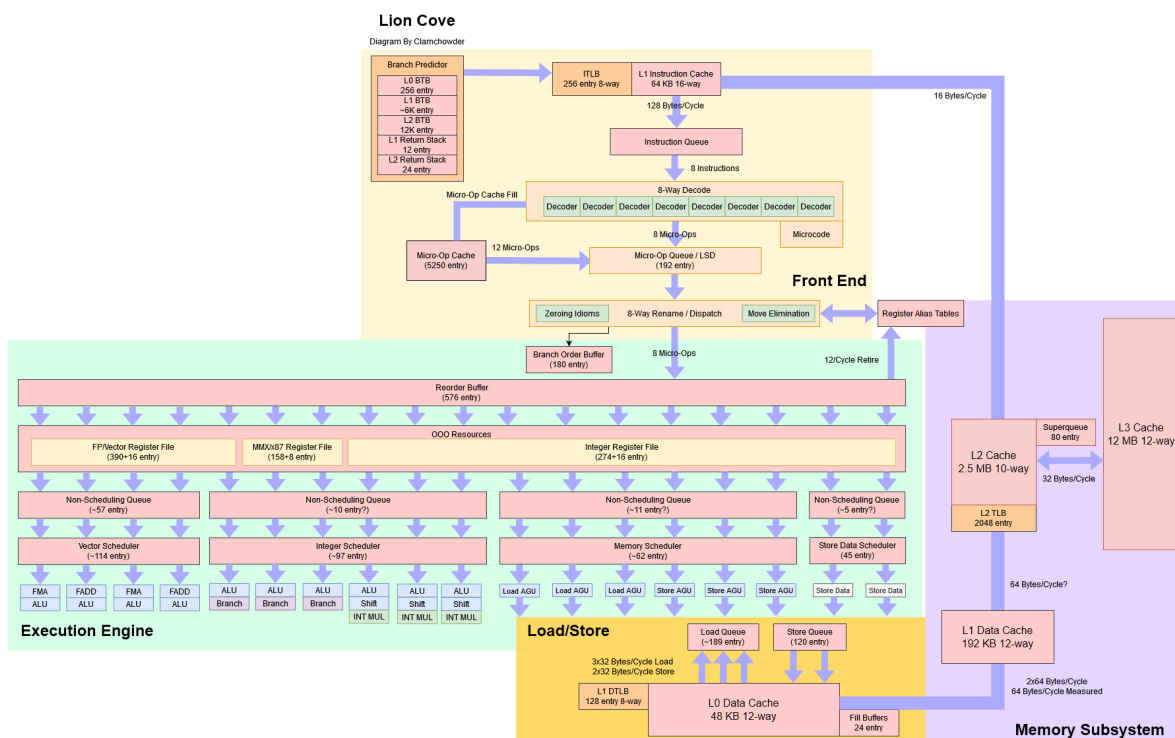 Lion Cove
Diagram By Clamchowder
Branch Predictor
L0 BTB
256 entry
L1 BTB
~6K entry
L2 BTB
12K entry
L1 Return Stack
12 entry
L2 Return Stack
24 entry
ITLB
256 entry 8-way
L1 Instruction Cache
64 KB 16-way
128 Bytes/Cycle
16 Bytes/Cycle
Instruction Queue
8 Instructions
Micro-Op Cache Fill
8-Way Decode
Decoder Decoder Decoder Decoder Decoder Decoder Decoder Decoder
Microcode
8 Micro-Ops
12 Micro-Ops
Micro-Op Cache
(5250 entry)
Micro-Op Queue / LSD
(192 entry)
Front End
Zeroing Idioms
8-Way Rename / Dispatch
Move Elimination
Register Alias Tables
Branch Order Buffer
(180 entry)
8 Micro-Ops
12/Cycle Retire
Reorder Buffer
(576 entry)
OOO Resources
FP/Vector Register File
(390+16 entry)
MMX/x87 Register File
(158+8 entry)
Integer Register File
(274+16 entry)
Non-Scheduling Queue
(~57 entry)
Non-Scheduling Queue
(~10 entry?)
Non-Scheduling Queue
(~11 entry?)
Non-Scheduling Queue
(~5 entry?)
Vector Scheduler
(~114 entry)
Integer Scheduler
(~97 entry)
Memory Scheduler
(~62 entry)
Store Data Scheduler
(45 entry)
FMA
ALU
FADD
ALU
FMA
ALU
FADD
ALU
ALU
Branch
ALU
Branch
ALU
Branch
ALU
Shift
INT MUL
ALU
Shift
INT MUL
ALU
Shift
INT MUL
Load AGU
Load AGU
Load AGU
Store AGU
Store AGU
Store AGU
Store Data
Store Data
Execution Engine
Load/Store
Load Queue
(~189 entry)
Store Queue
(120 entry)
3x32 Bytes/Cycle Load
2x32 Bytes/Cycle Store
L1 DTLB
128 entry 8-way
L0 Data Cache
48 KB 12-way
Fill Buffers
24 entry
Superqueue
80 entry
L2 Cache
2.5 MB 10-way
32 Bytes/Cycle
L3 Cache
12 MB 12-way
L2 TLB
2048 entry
64 Bytes/Cycle?
L1 Data Cache
192 KB 12-way
2x64 Bytes/Cycle
64 Bytes/Cycle Measured
Memory Subsystem